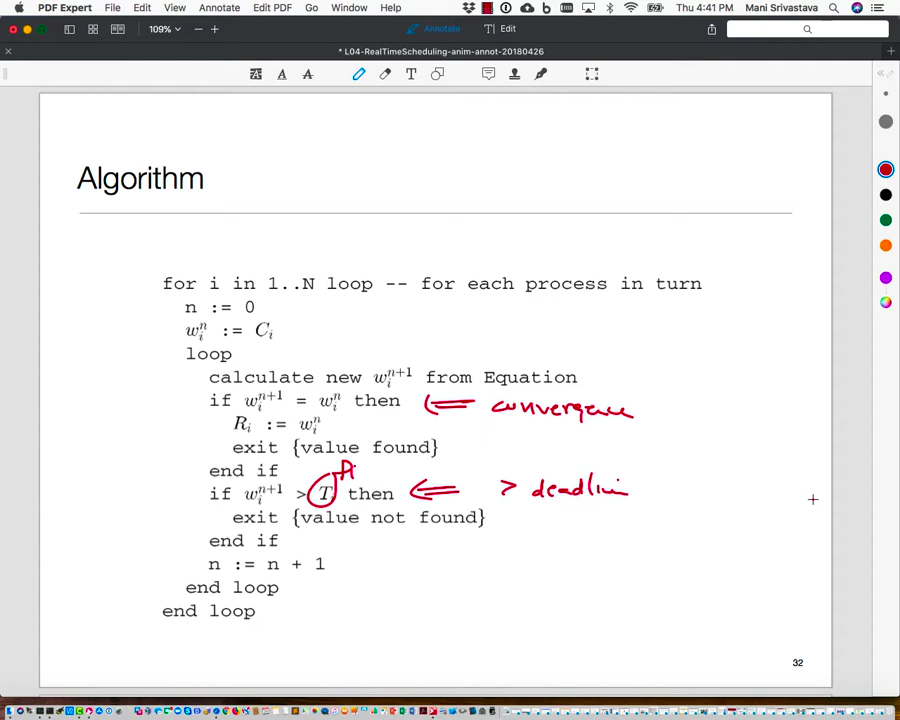 PDF Expert File Edit View Annotate Edit PDF Go Window Help Thu 4:41 PM Mani Srivastava
109% Annotate Edit
* L04-RealTimeScheduling-anim-annot-20180426
Algorithm
for i in 1..N loop -- for each process in turn
n := 0
w_i^n := C_i
loop
calculate new w_i^{n+1} from Equation
if w_i^{n+1} = w_i^n then convergence
R_i := w_i^n
exit {value found}
end if
if w_i^{n+1} > T_i then > deadline
exit {value not found}
end if
n := n + 1
end loop
end loop
32